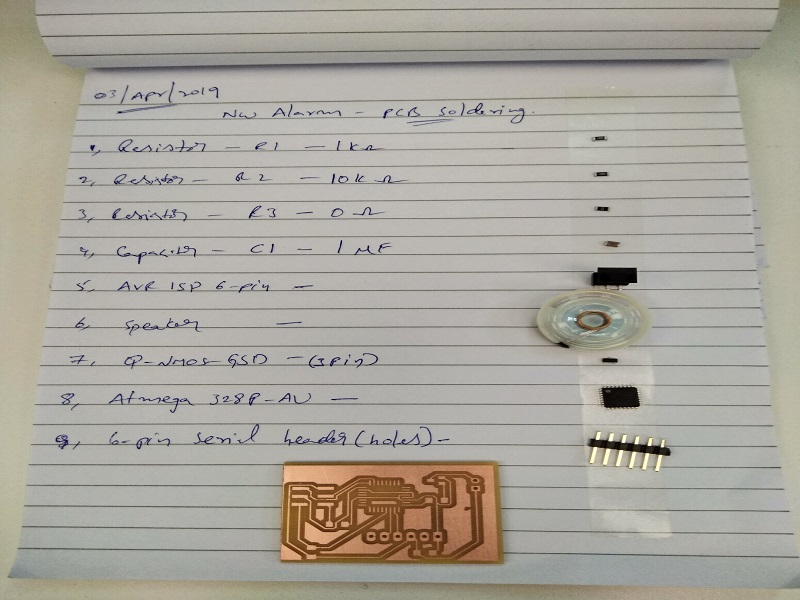 03/Apr/2019
New Alarm - PCB Soldering.
1, Resistor - R1 - 1KΩ
2, Resistor - R2 - 10KΩ
3, Resistor - R3 - 0Ω
4, Capacitor - C1 - 1 µF
5, AVR ISP 6-pin -
6, speaker -
7, Q-NMOS-GSD - (3pin)
8, Atmega 328P-AU -
9, 6-pin serial header (holes) -